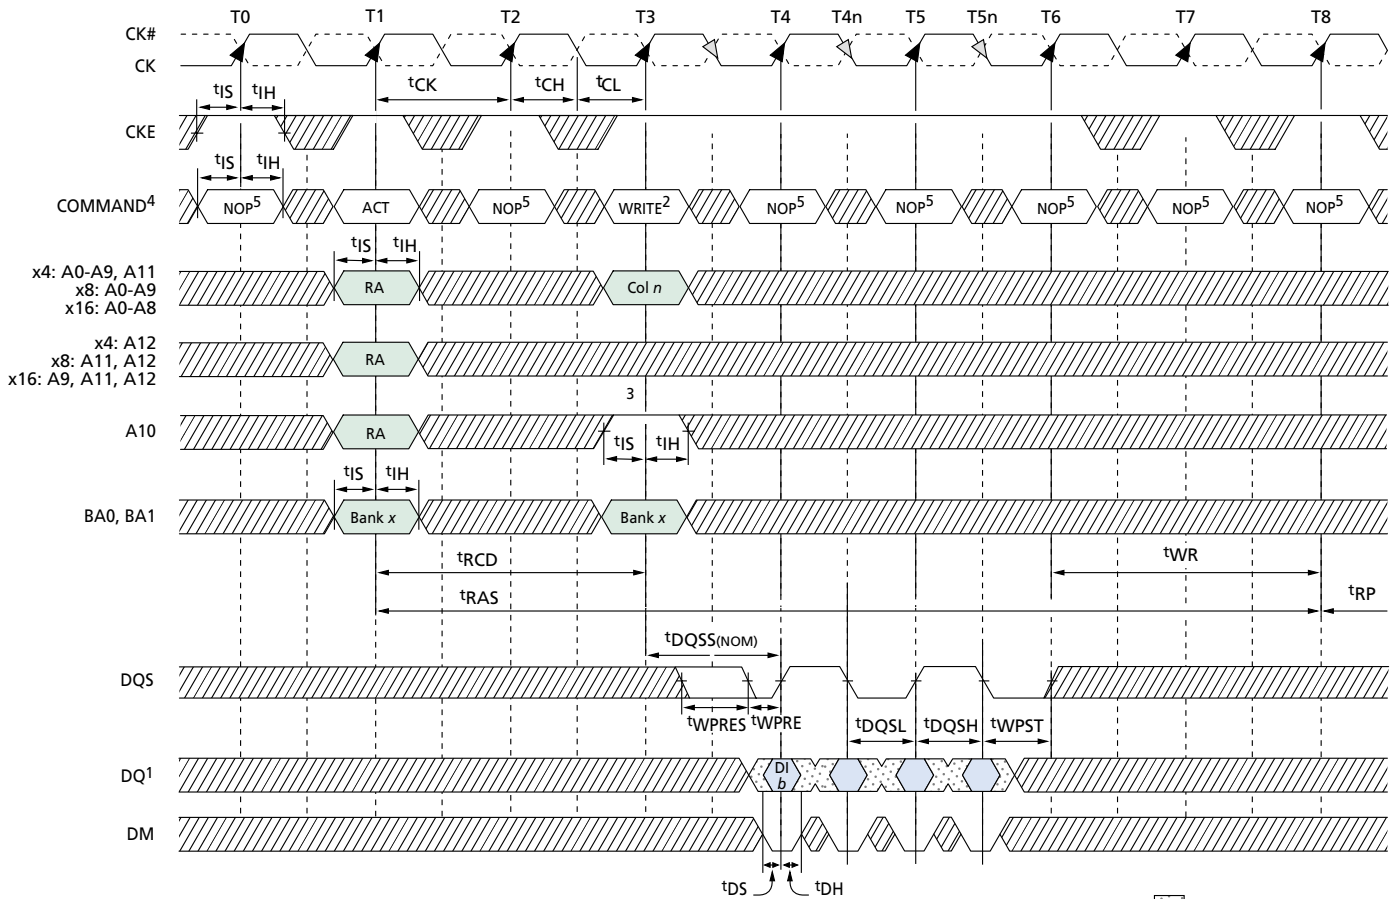 T0 T1 T2 T3 T4 T4n T5 T5n T6 T7 T8
CK#
CK
tCK tCH tCL
tIS tIH
CKE
tIS tIH
COMMAND4 NOP5 ACT NOP5 WRITE2 NOP5 NOP5 NOP5 NOP5 NOP5
tIS tIH
x4: A0-A9, A11
x8: A0-A9 RA Col n
x16: A0-A8
x4: A12
x8: A11, A12 RA
x16: A9, A11, A12
3
A10 RA
tIS tIH
tIS tIH
BA0, BA1 Bank x Bank x
tRCD tWR
tRAS tRP
tDQSS(NOM)
DQS
tWPRES tWPRE tDQSL tDQSH tWPST
DQ1 DI
b
DM
tDS tDH